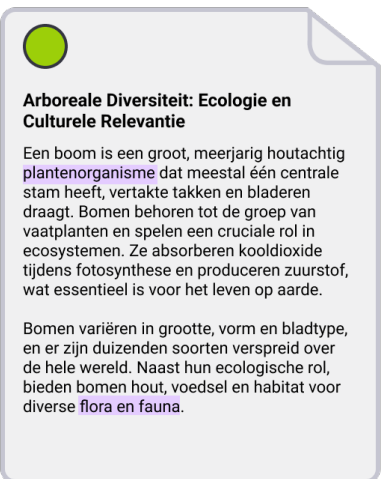 Arboreale Diversiteit: Ecologie en
Culturele Relevantie
Een boom is een groot, meerjarig houtachtig
plantenorganisme dat meestal één centrale
stam heeft, vertakte takken en bladeren
draagt. Bomen behoren tot de groep van
vaatplanten en spelen een cruciale rol in
ecosystemen. Ze absorberen kooldioxide
tijdens fotosynthese en produceren zuurstof,
wat essentieel is voor het leven op aarde.
Bomen variëren in grootte, vorm en bladtype,
en er zijn duizenden soorten verspreid over
de hele wereld. Naast hun ecologische rol,
bieden bomen hout, voedsel en habitat voor
diverse flora en fauna.